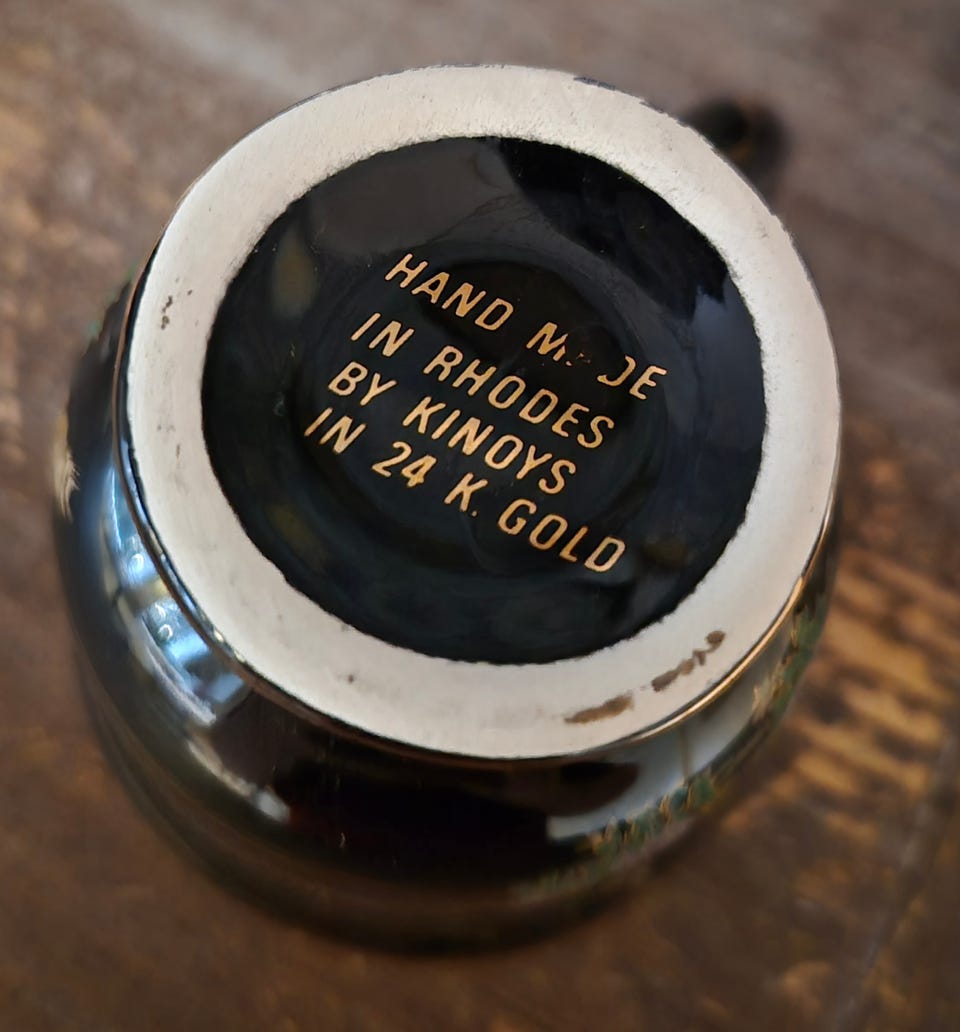 HAND MADE
IN RHODES
BY KINOYS
IN 24 K. GOLD